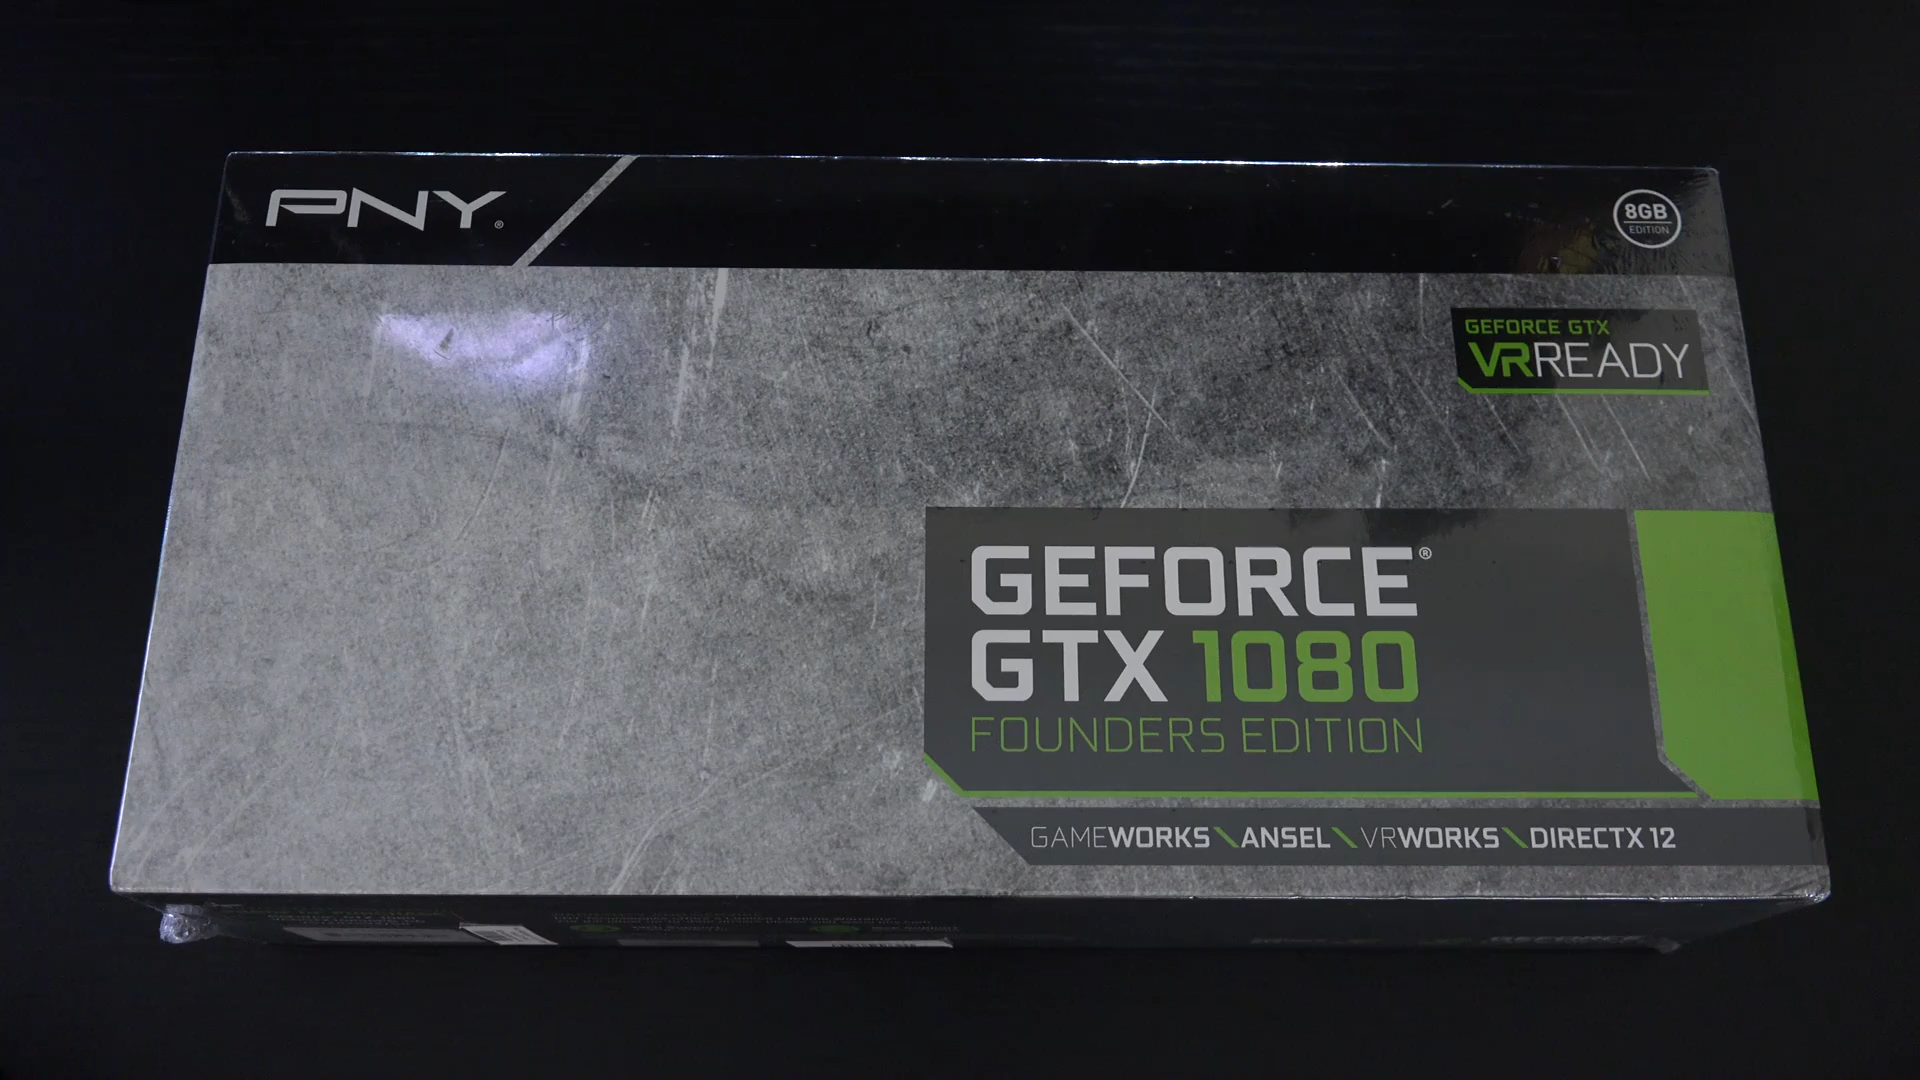 PNY®
8GB
EDITION
GEFORCE GTX
VRREADY
GEFORCE®
GTX 1080
FOUNDERS EDITION
GAMEWORKS \ ANSEL \ VRWORKS \ DIRECTX 12